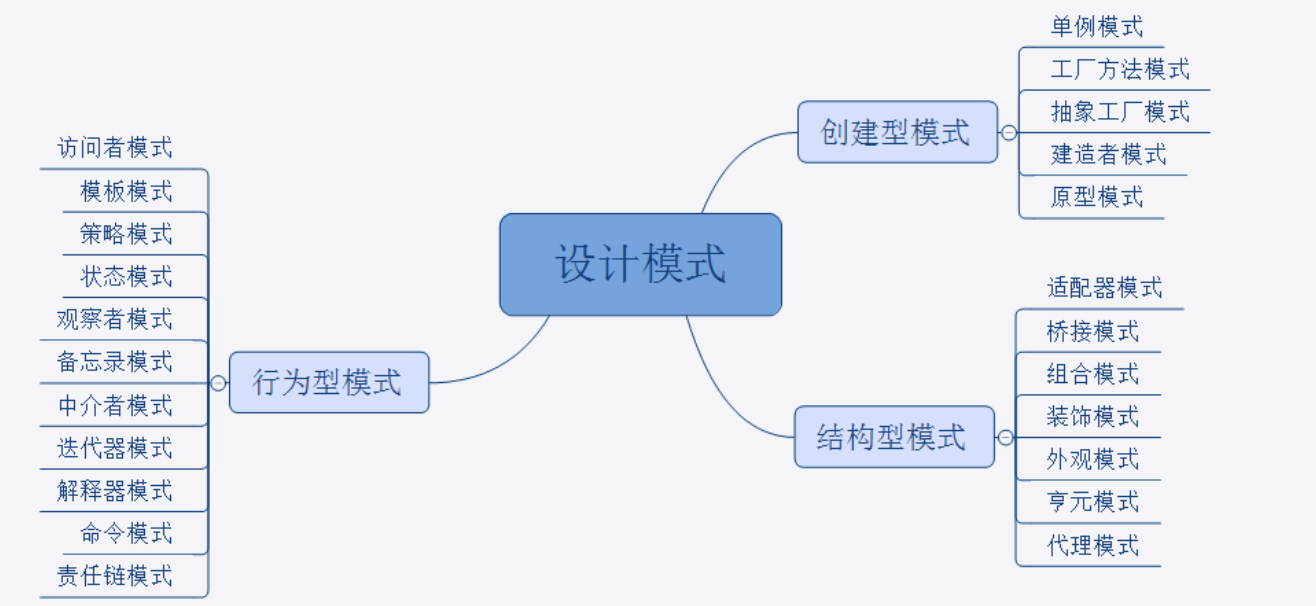 设计模式
创建型模式
单例模式
工厂方法模式
抽象工厂模式
建造者模式
原型模式
结构型模式
适配器模式
桥接模式
组合模式
装饰模式
外观模式
亨元模式
代理模式
行为型模式
访问者模式
模板模式
策略模式
状态模式
观察者模式
备忘录模式
中介者模式
迭代器模式
解释器模式
命令模式
责任链模式